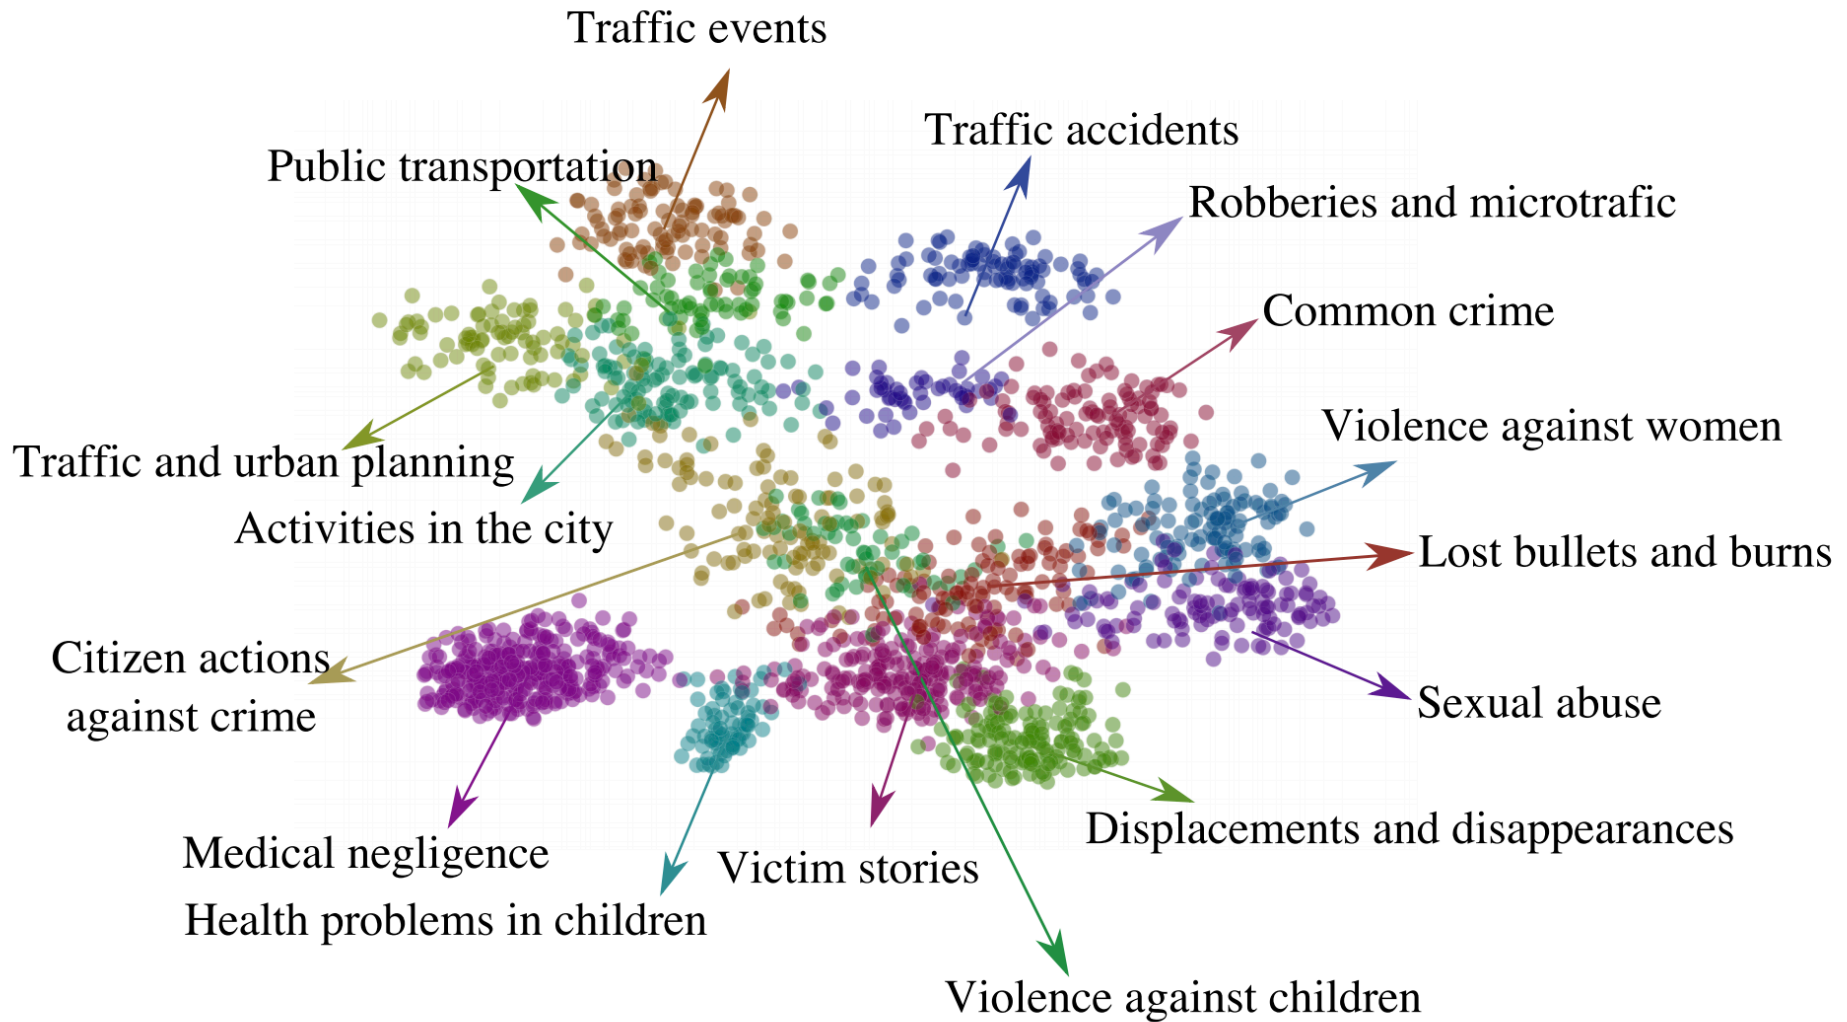 Traffic events
Traffic accidents
Public transportation
Robberies and microtrafic
Common crime
Violence against women
Traffic and urban planning
Activities in the city
Lost bullets and burns
Citizen actions
against crime
Sexual abuse
Displacements and disappearances
Medical negligence
Victim stories
Health problems in children
Violence against children